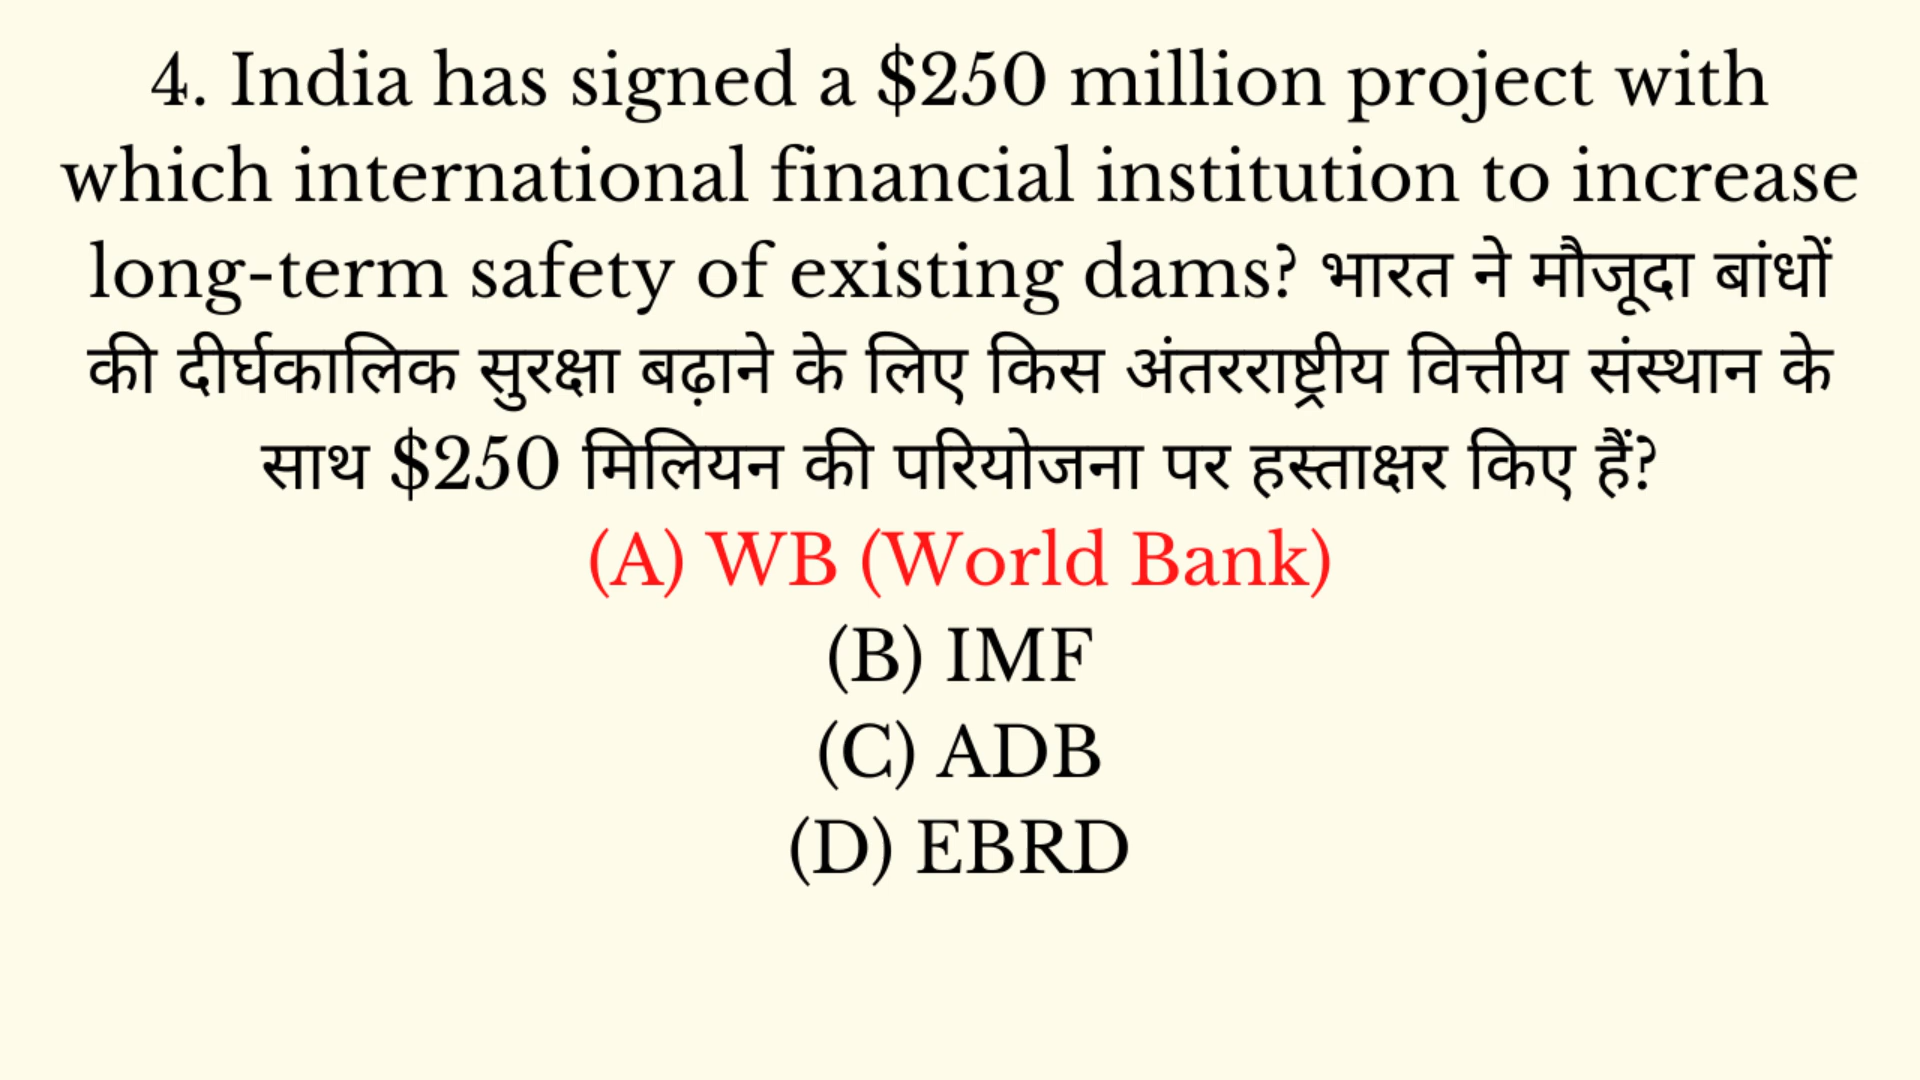 4. India has signed a $250 million project with
which international financial institution to increase
long-term safety of existing dams? भारत ने मौजूदा बांधों
की दीर्घकालिक सुरक्षा बढ़ाने के लिए किस अंतरराष्ट्रीय वित्तीय संस्थान के
साथ $250 मिलियन की परियोजना पर हस्ताक्षर किए हैं?
(A) WB (World Bank)
(B) IMF
(C) ADB
(D) EBRD